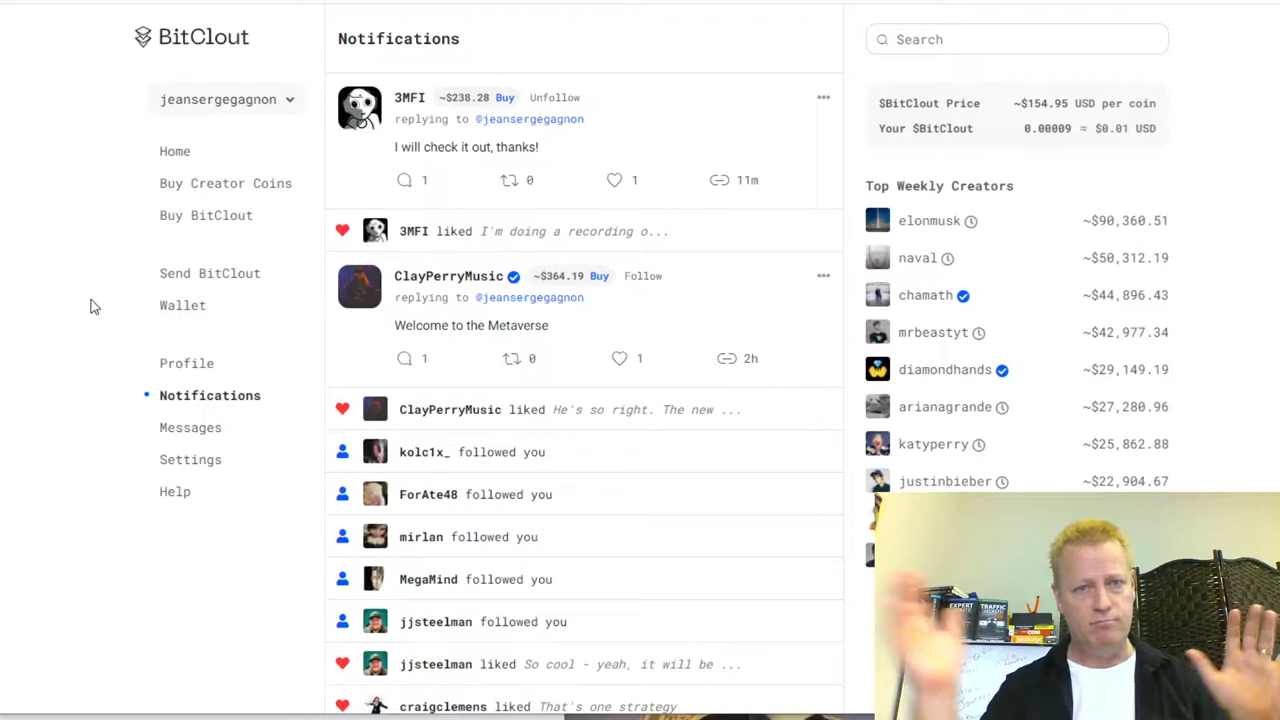 BitClout
jeansergegagnon
Home
Buy Creator Coins
Buy BitClout
Send BitClout
Wallet
Profile
Notifications
Messages
Settings
Help
Notifications
3MFI ~$238.28 Buy Unfollow
replying to @jeansergegagnon
I will check it out, thanks!
1 0 1 11m
3MFI liked I'm doing a recording o...
ClayPerryMusic ~$364.19 Buy Follow
replying to @jeansergegagnon
Welcome to the Metaverse
1 0 1 2h
ClayPerryMusic liked He's so right. The new ...
kolc1x_ followed you
ForAte48 followed you
mirlan followed you
MegaMind followed you
jjsteelman followed you
jjsteelman liked So cool - yeah, it will be ...
craigclemens liked That's one strategy
Search
$BitClout Price ~$154.95 USD per coin
Your $BitClout 0.00009 ≈ $0.01 USD
Top Weekly Creators
elonmusk ~$90,360.51
naval ~$50,312.19
chamath ~$44,896.43
mrbeastyt ~$42,977.34
diamondhands ~$29,149.19
arianagrande ~$27,280.96
katyperry ~$25,862.88
justinbieber ~$22,904.67
EXPERT
TRAFFIC